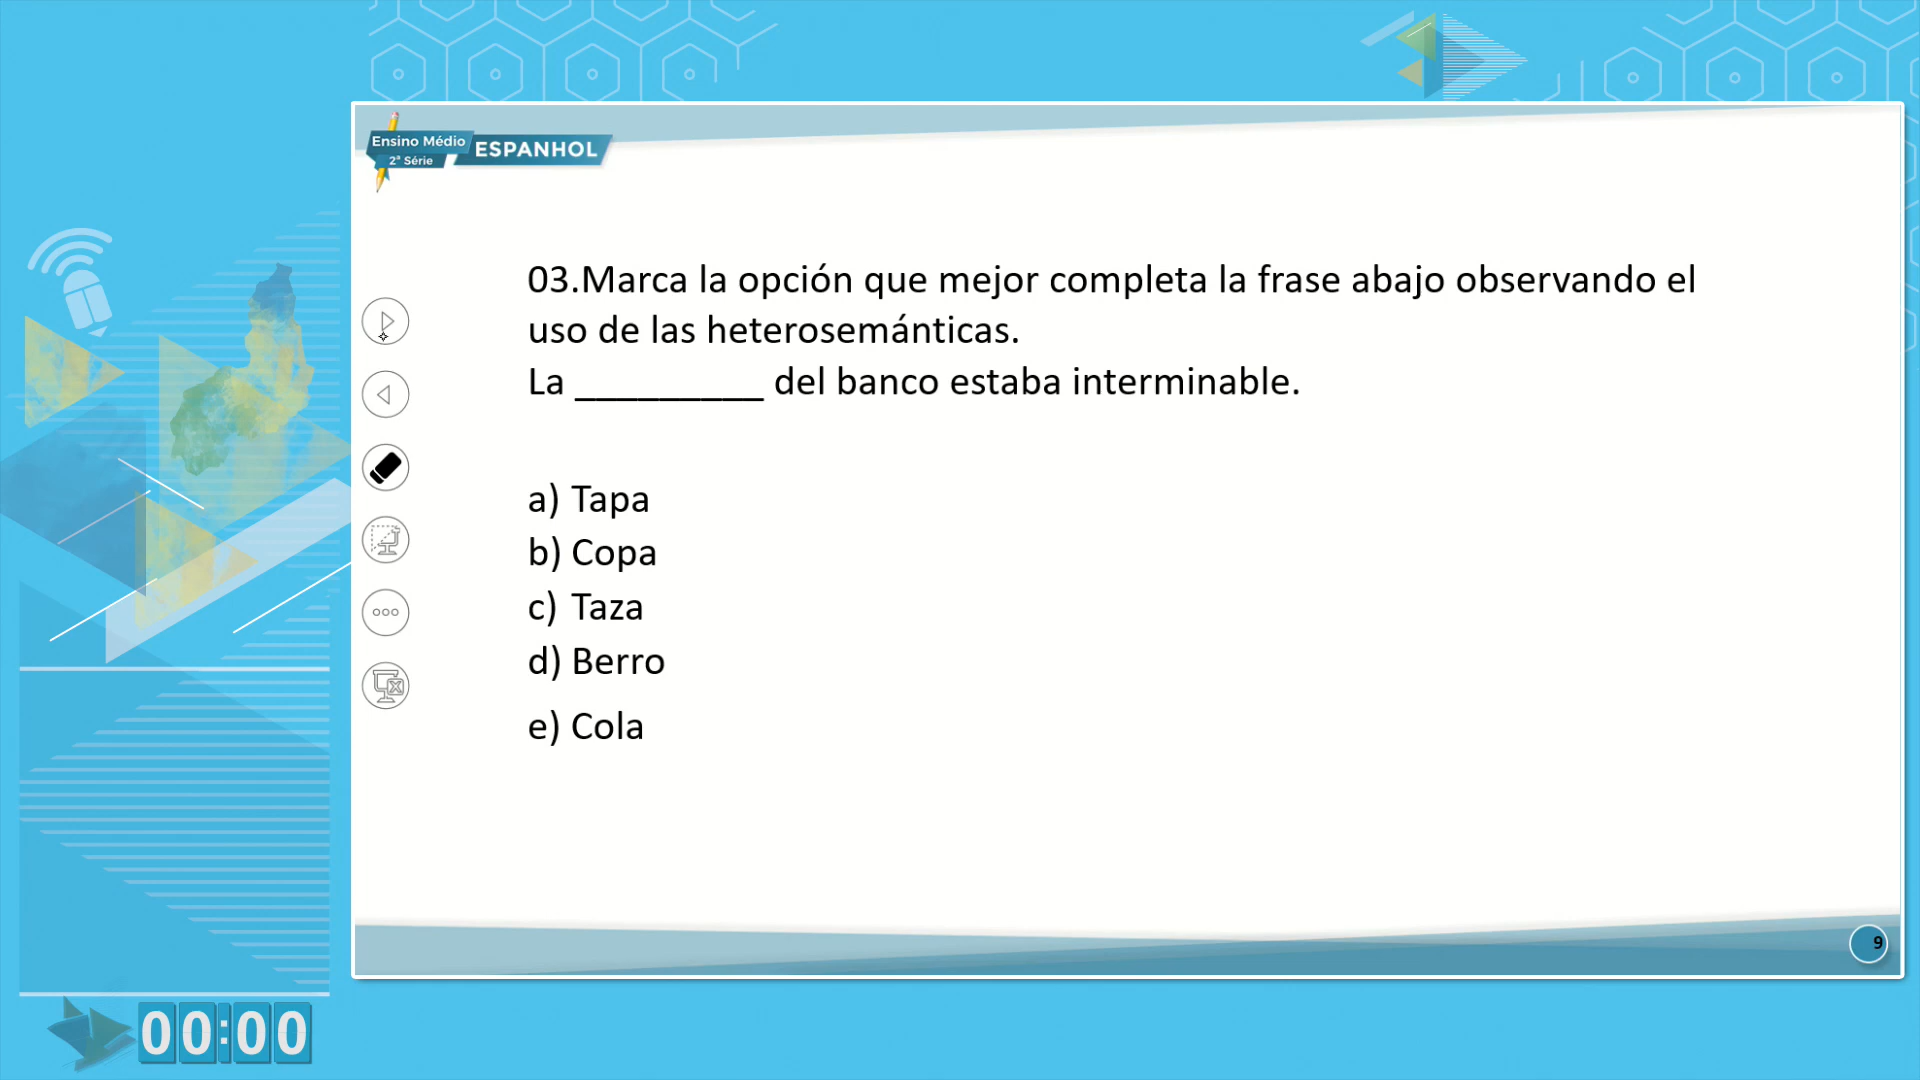 Ensino Médio
2ª Série
ESPANHOL
03.Marca la opción que mejor completa la frase abajo observando el
uso de las heterosemánticas.
La _________ del banco estaba interminable.
a) Tapa
b) Copa
c) Taza
d) Berro
e) Cola
9
00:00